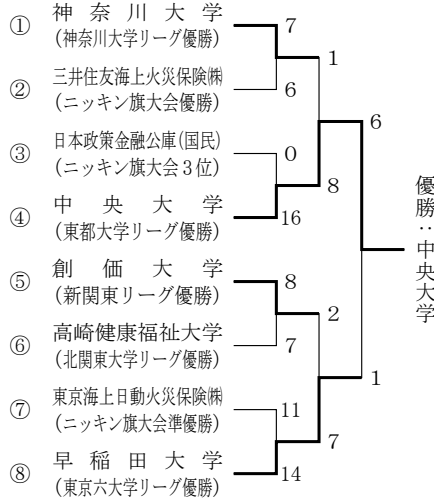 ① 神奈川大学
(神奈川大学リーグ優勝)
7
② 三井住友海上火災保険㈱
(ニッキン旗大会優勝)
6
1
③ 日本政策金融公庫(国民)
(ニッキン旗大会3位)
0
④ 中央大学
(東都大学リーグ優勝)
16
8
6
⑤ 創価大学
(新関東リーグ優勝)
8
⑥ 高崎健康福祉大学
(北関東大学リーグ優勝)
7
2
⑦ 東京海上日動火災保険㈱
(ニッキン旗大会準優勝)
11
⑧ 早稲田大学
(東京六大学リーグ優勝)
14
7
1
優勝：中央大学